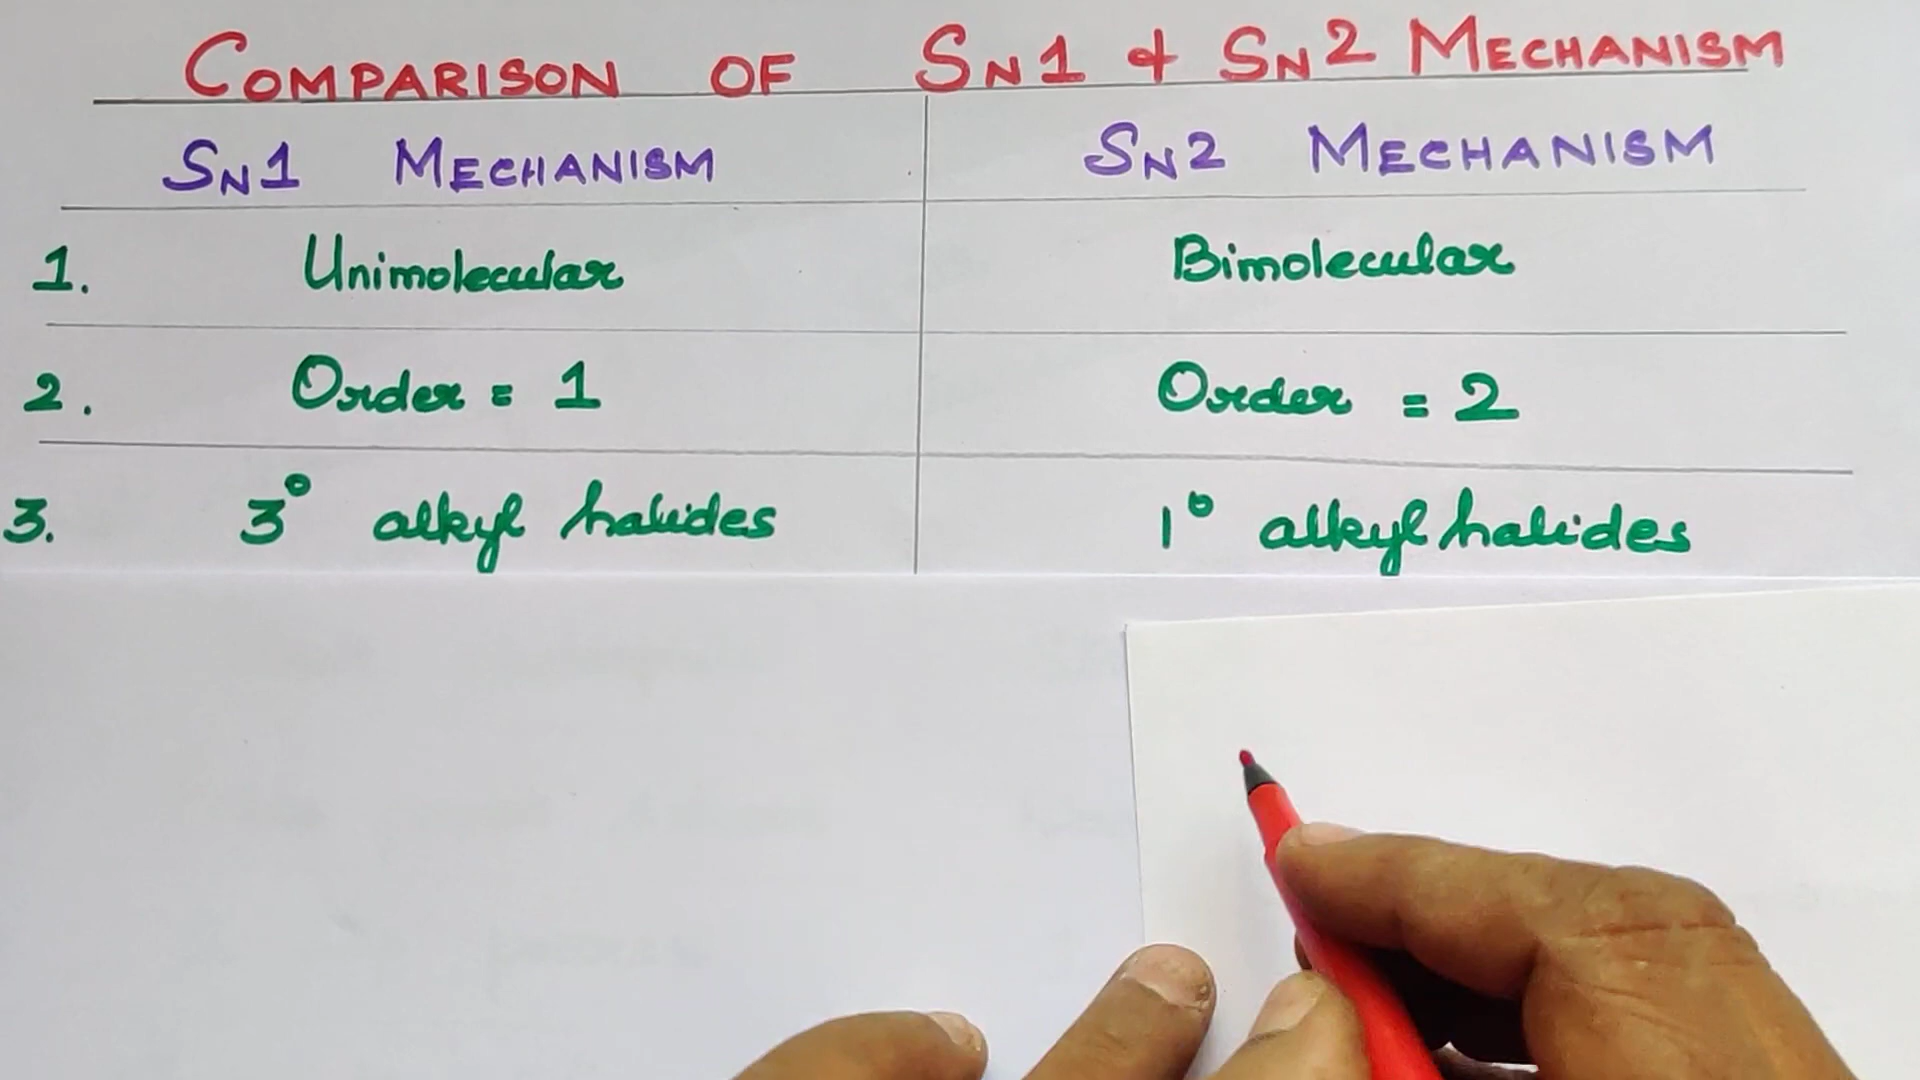 COMPARISON OF SN1 & SN2 MECHANISM
SN1 MECHANISM SN2 MECHANISM
1. Unimolecular Bimolecular
2. Order = 1 Order = 2
3. 3° alkyl halides 1° alkyl halides